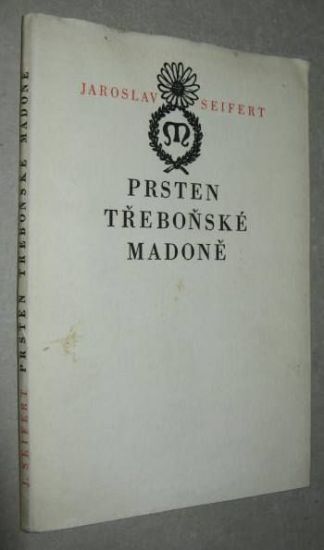 JAROSLAV SEIFERT
M
PRSTEN
TŘEBOŇSKÉ
MADONĚ
J. SEIFERT PRSTEN TŘEBOŇSKÉ MADONĚ